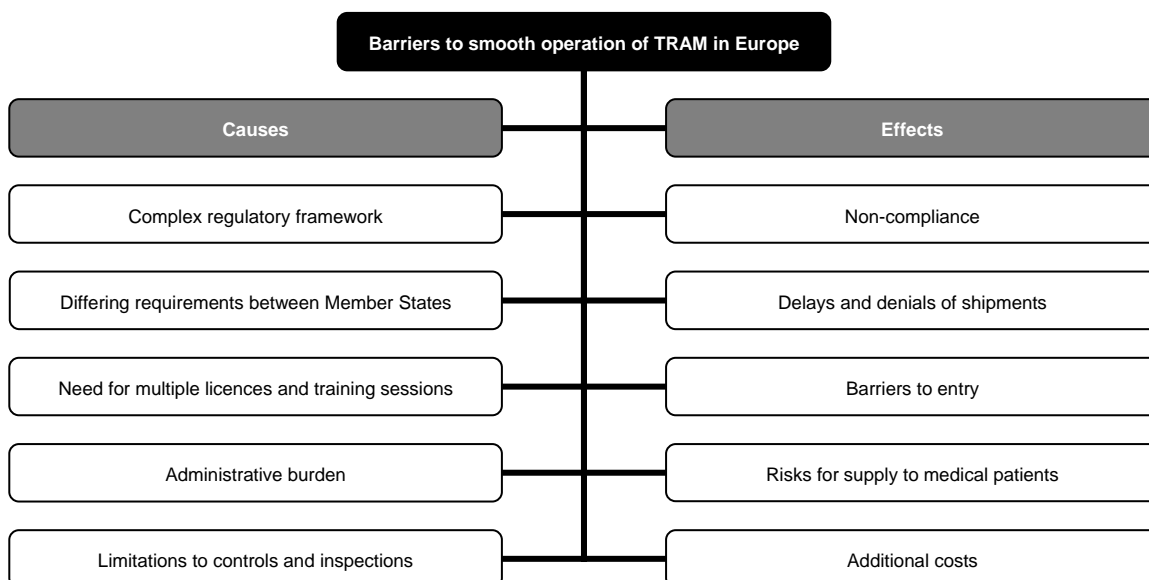 Barriers to smooth operation of TRAM in Europe
Causes
Effects
Complex regulatory framework
Non-compliance
Differing requirements between Member States
Delays and denials of shipments
Need for multiple licences and training sessions
Barriers to entry
Administrative burden
Risks for supply to medical patients
Limitations to controls and inspections
Additional costs